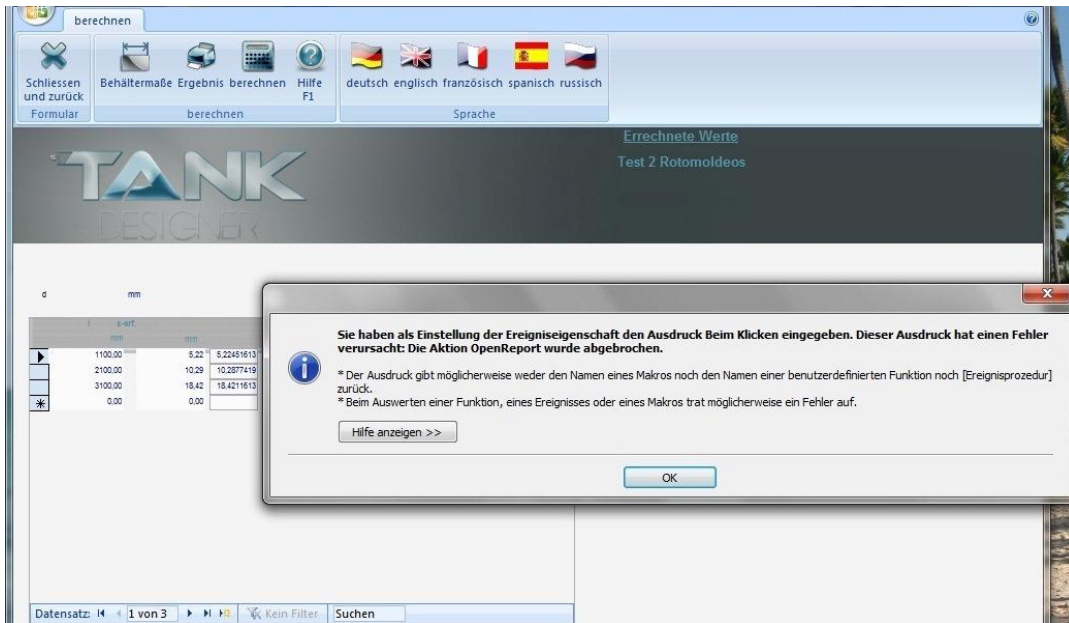 berechnen
Schliessen und zurück
Behältermaße Ergebnis berechnen Hilfe F1
deutsch englisch französisch spanisch russisch
Formular berechnen Sprache
TANK
DESIGNER
Errechnete Werte
Test 2 Rotomoldeos
d mm
l s-erf.
mm mm
1100,00 5,22 5,22451613
2100,00 10,29 10,2877419
3100,00 18,42 18,4211613
0,00 0,00
Sie haben als Einstellung der Ereigniseigenschaft den Ausdruck Beim Klicken eingegeben. Dieser Ausdruck hat einen Fehler
verursacht: Die Aktion OpenReport wurde abgebrochen.
* Der Ausdruck gibt möglicherweise weder den Namen eines Makros noch den Namen einer benutzerdefinierten Funktion noch [Ereignisprozedur]
zurück.
* Beim Auswerten einer Funktion, eines Ereignisses oder eines Makros trat möglicherweise ein Fehler auf.
Hilfe anzeigen >>
OK
Datensatz: 1 von 3 Kein Filter Suchen